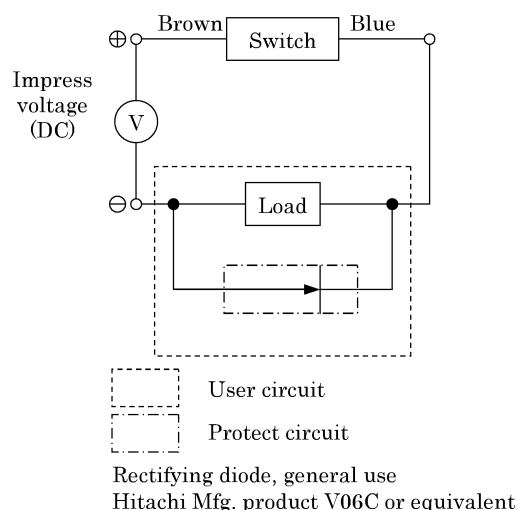 ⊕ Brown Switch Blue
Impress
voltage
(DC)
V
⊖ Load
User circuit
Protect circuit
Rectifying diode, general use
Hitachi Mfg. product V06C or equivalent